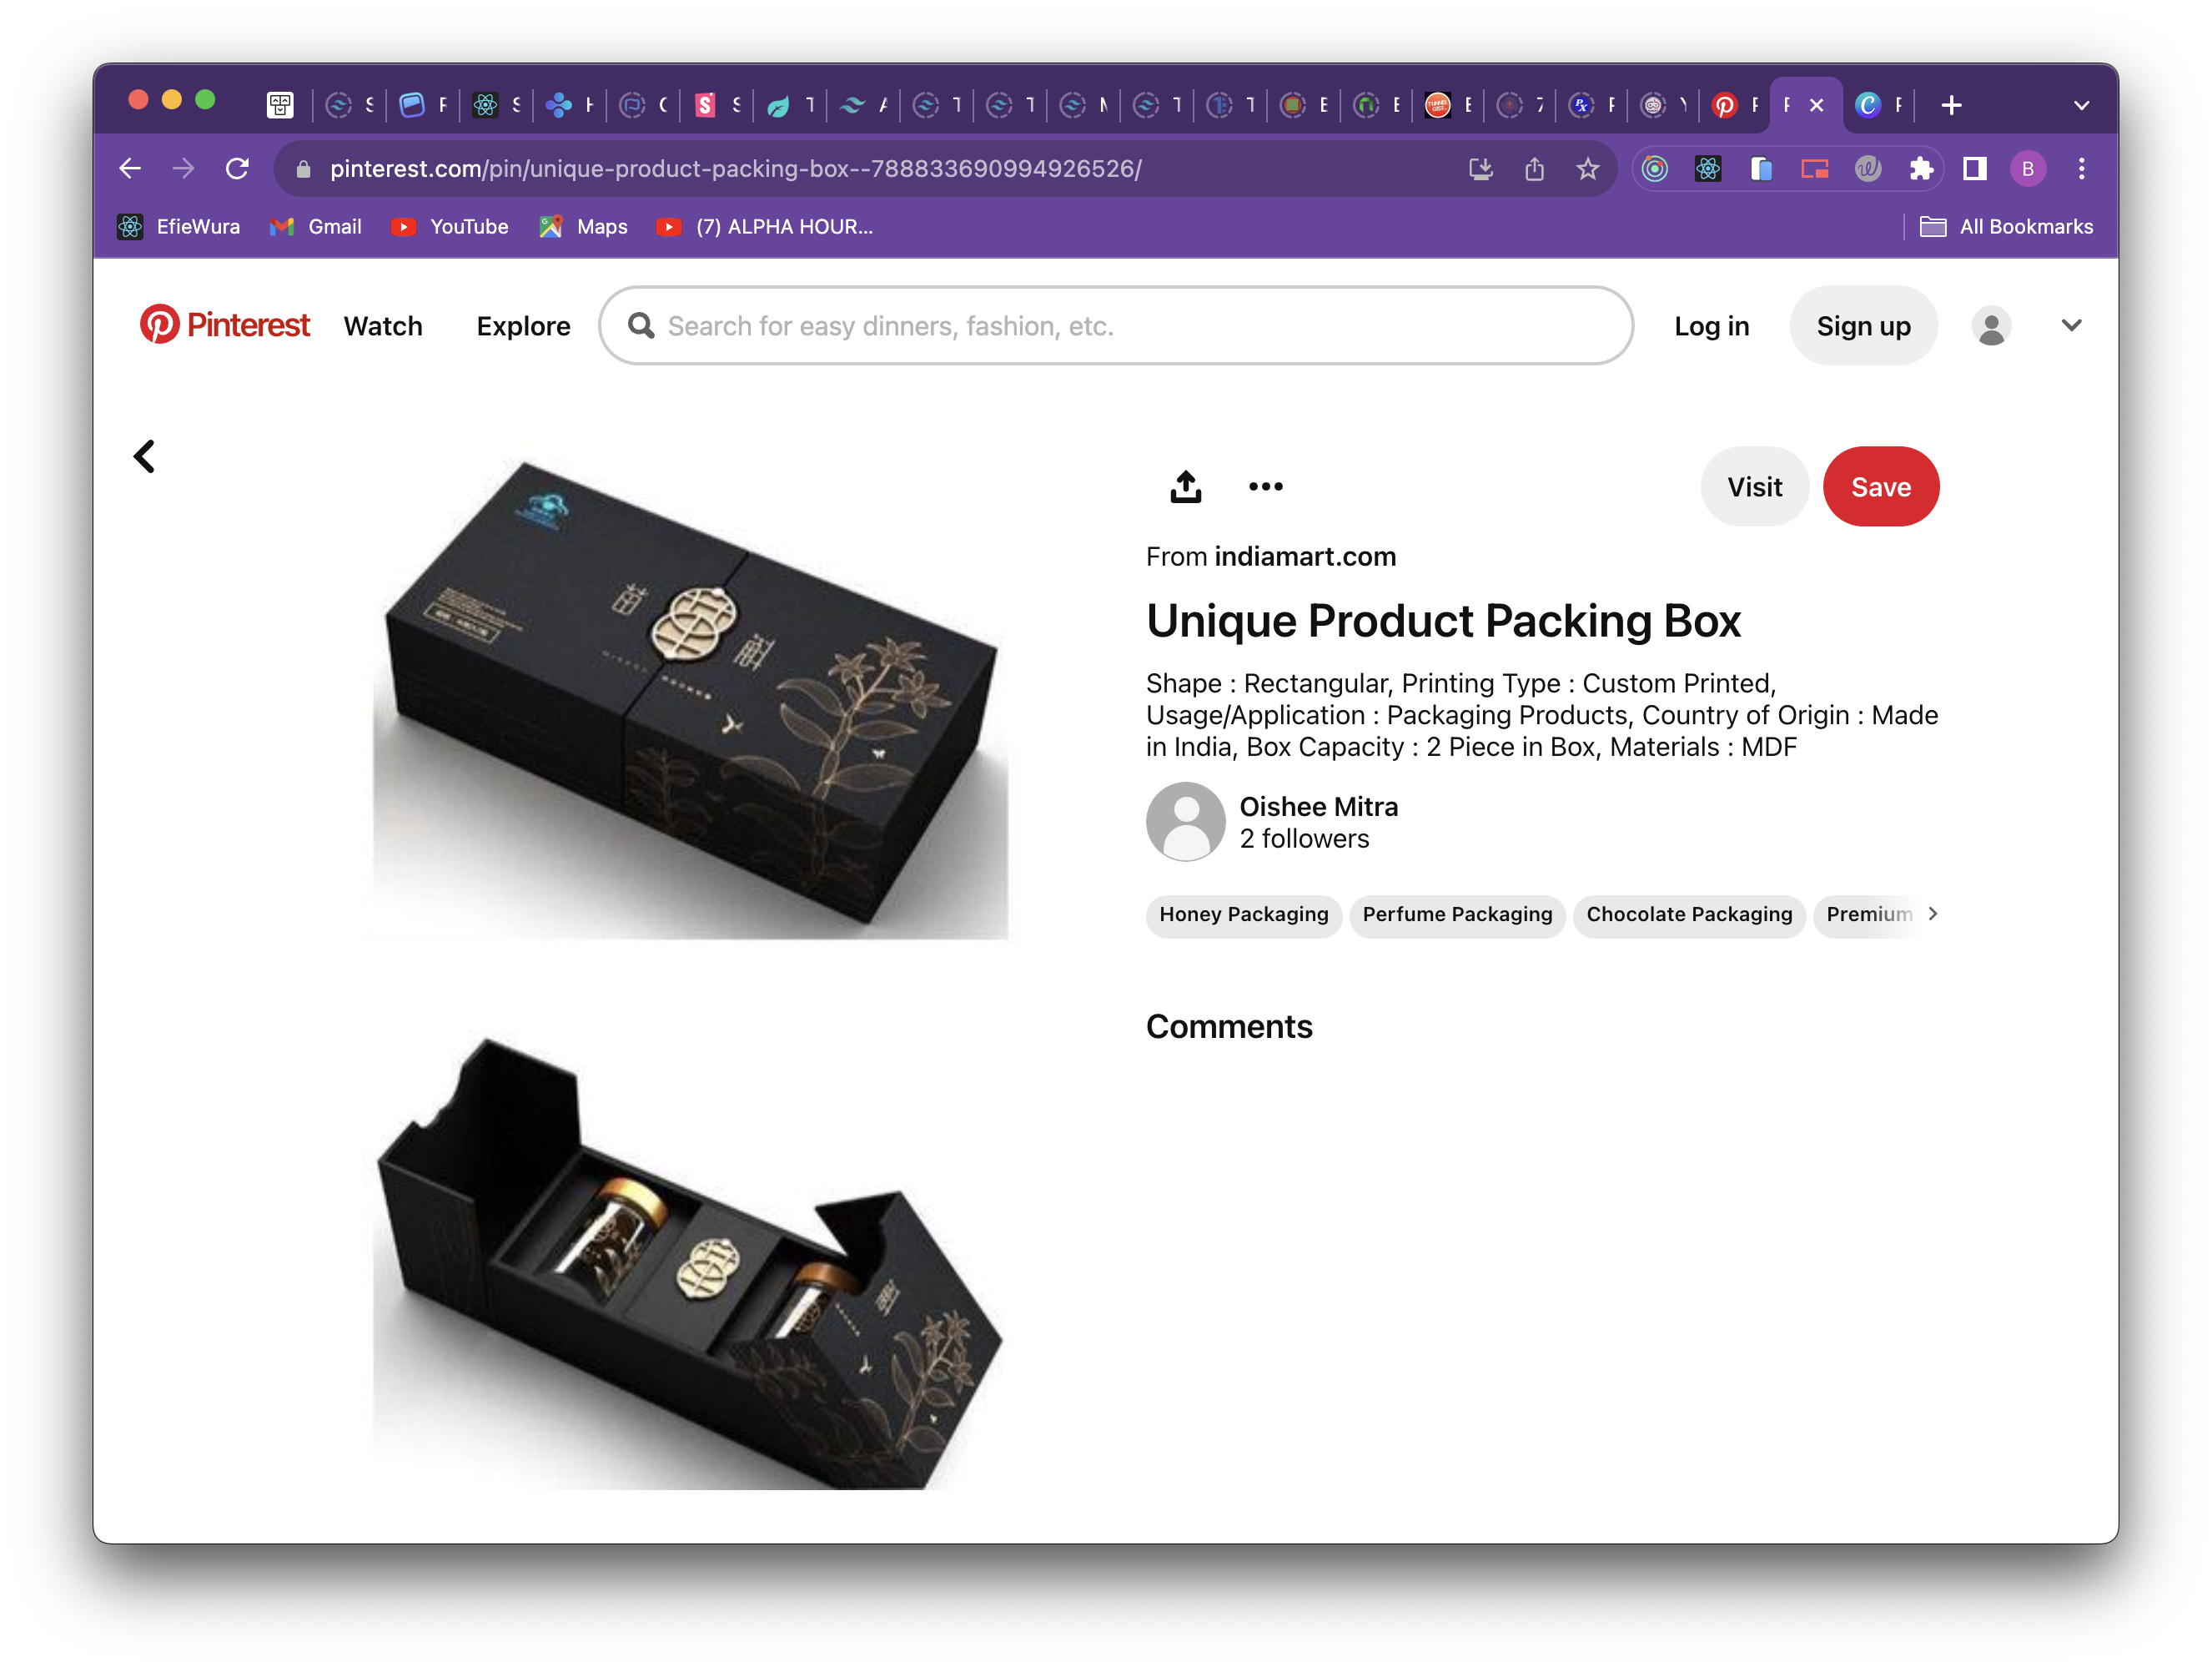 S
F
S
H
C
S
S
T
A
T
T
N
T
T
E
E
E
7
F
Y
F
F
F
pinterest.com/pin/unique-product-packing-box--788833690994926526/
B
EfieWura
Gmail
YouTube
Maps
(7) ALPHA HOUR...
All Bookmarks
Pinterest
Watch
Explore
Search for easy dinners, fashion, etc.
Log in
Sign up
Visit
Save
From indiamart.com
Unique Product Packing Box
Shape : Rectangular, Printing Type : Custom Printed,
Usage/Application : Packaging Products, Country of Origin : Made
in India, Box Capacity : 2 Piece in Box, Materials : MDF
Oishee Mitra
2 followers
Honey Packaging
Perfume Packaging
Chocolate Packaging
Premium
Comments